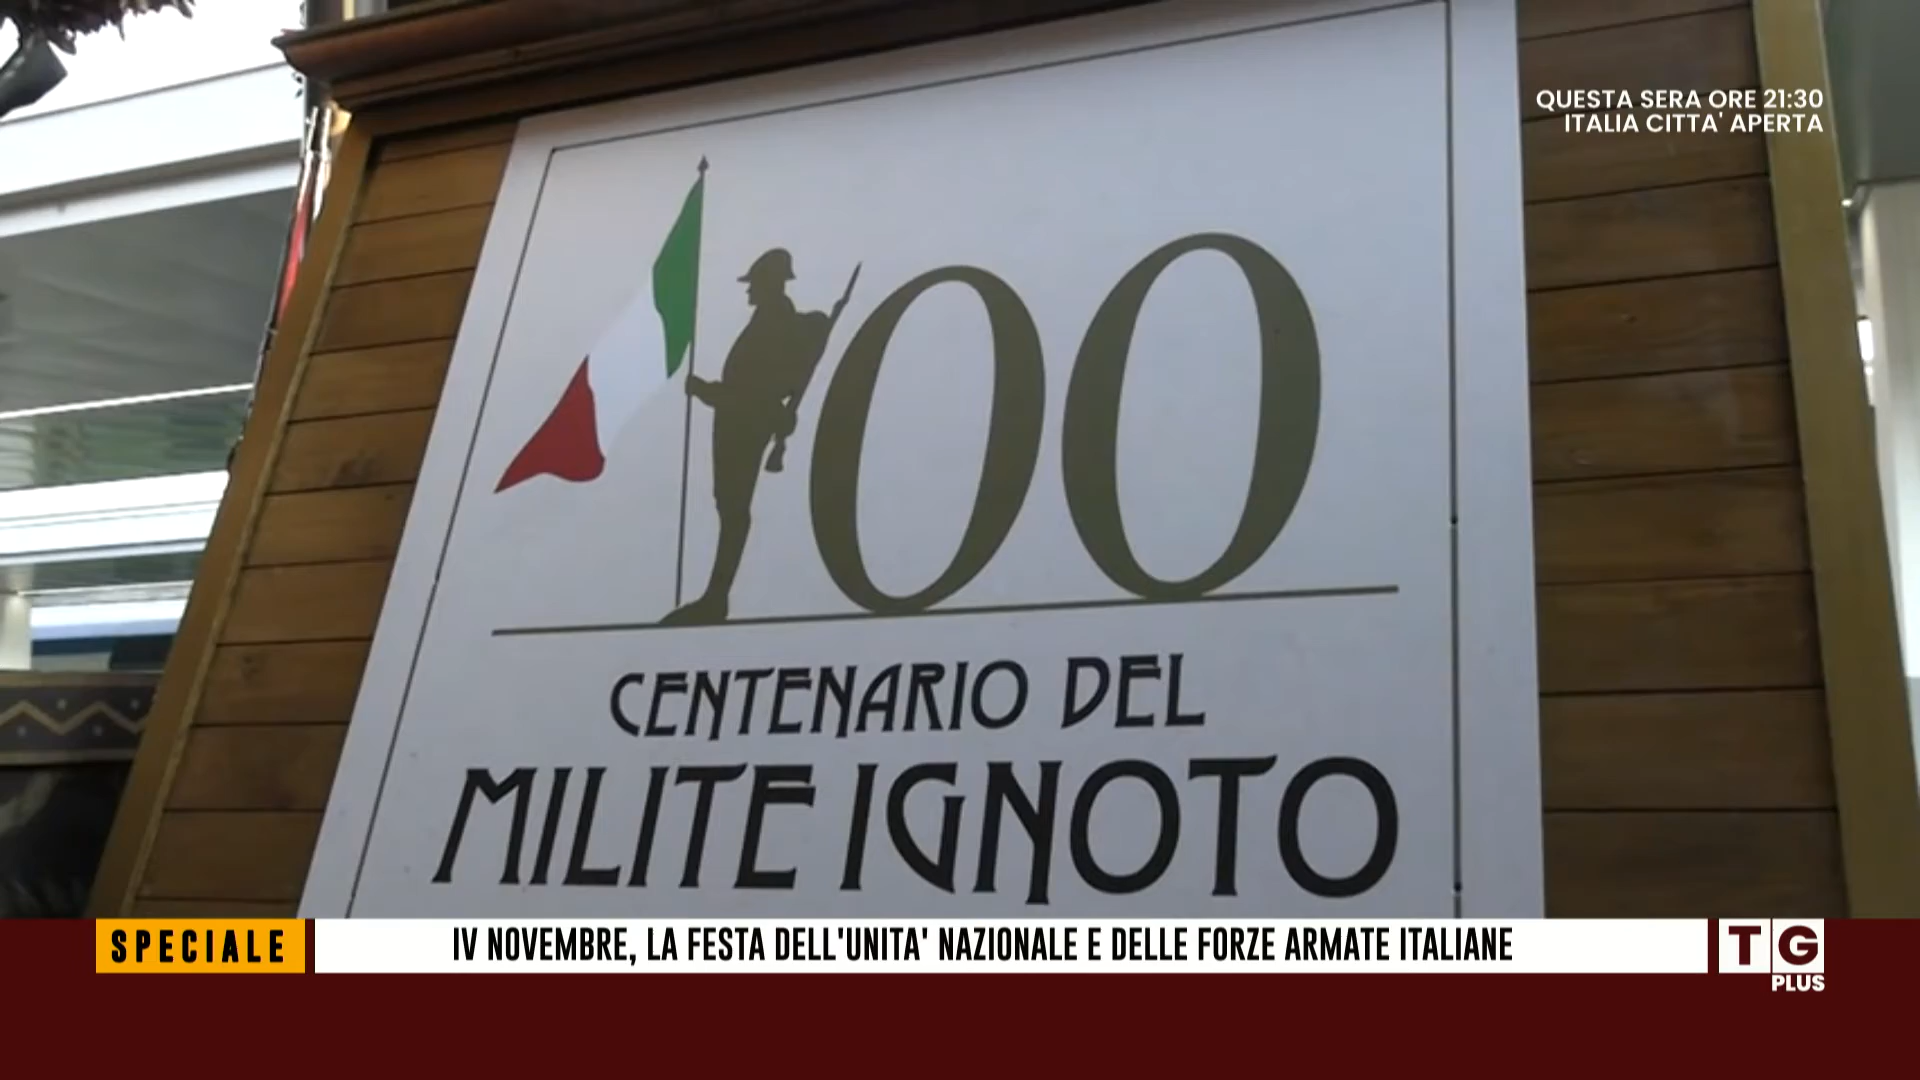 QUESTA SERA ORE 21:30
ITALIA CITTA' APERTA
00
CENTENARIO DEL
MILITE IGNOTO
SPECIALE
IV NOVEMBRE, LA FESTA DELL'UNITA' NAZIONALE E DELLE FORZE ARMATE ITALIANE
TG
PLUS